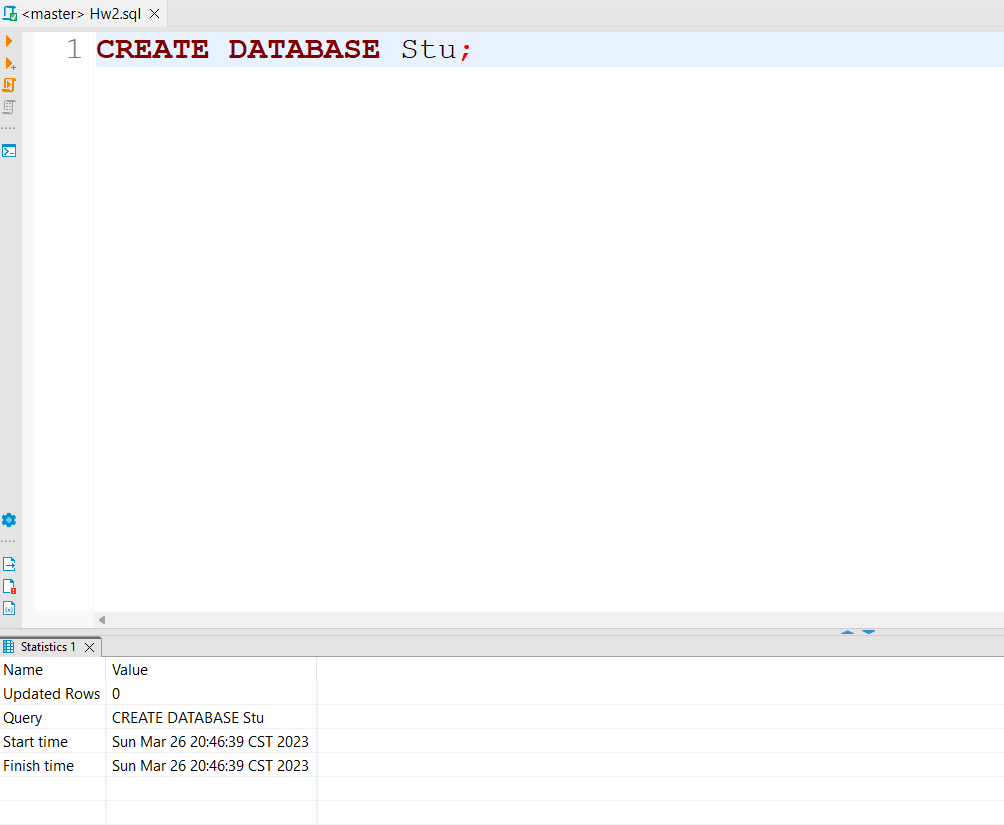 <master> Hw2.sql
1 CREATE DATABASE Stu;
Statistics 1
Name Value
Updated Rows 0
Query CREATE DATABASE Stu
Start time Sun Mar 26 20:46:39 CST 2023
Finish time Sun Mar 26 20:46:39 CST 2023